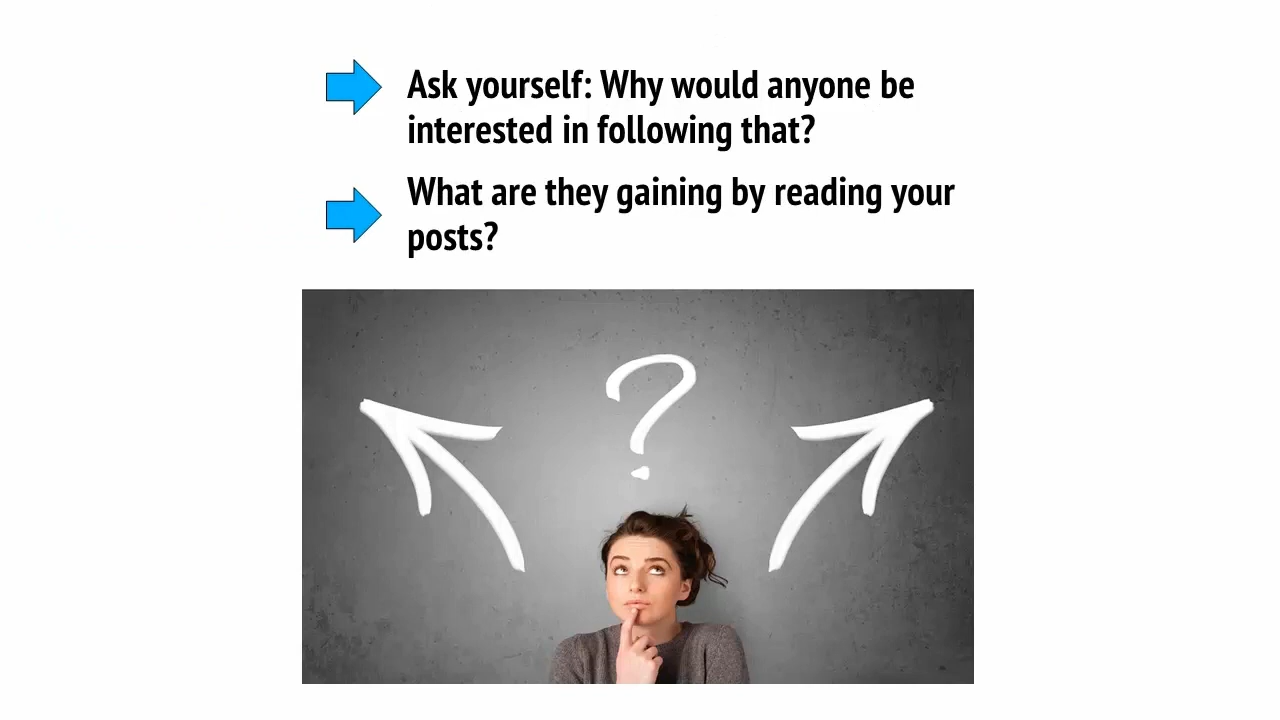 Ask yourself: Why would anyone be
interested in following that?
What are they gaining by reading your
posts?
?